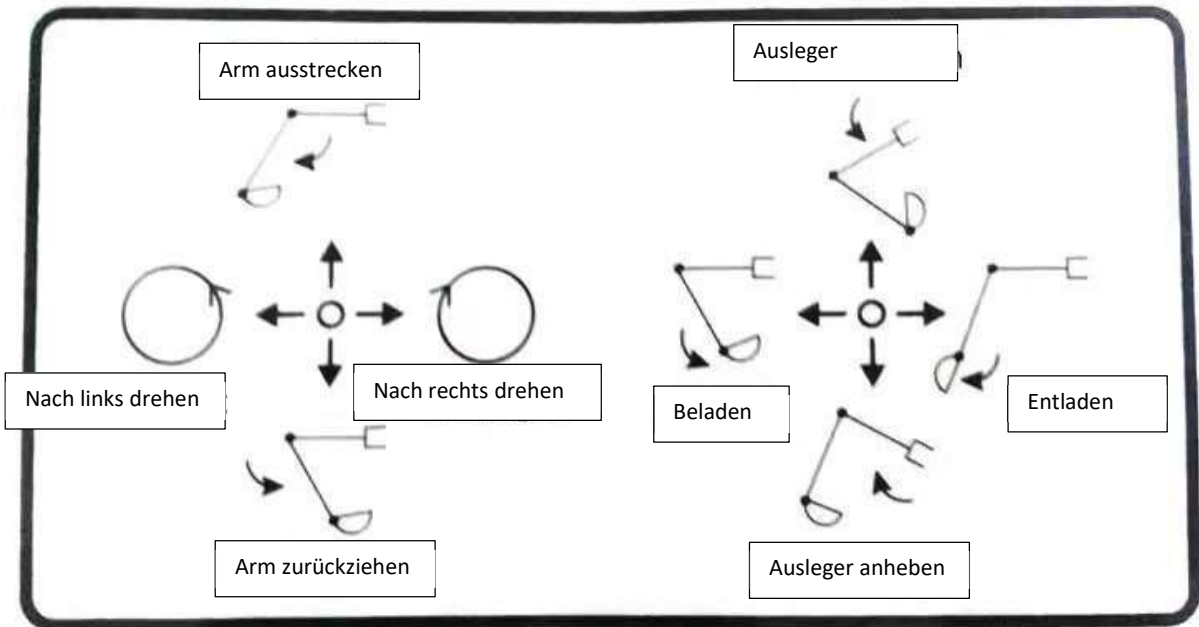 Arm ausstrecken
Ausleger
Nach links drehen
Nach rechts drehen
Beladen
Entladen
Arm zurückziehen
Ausleger anheben